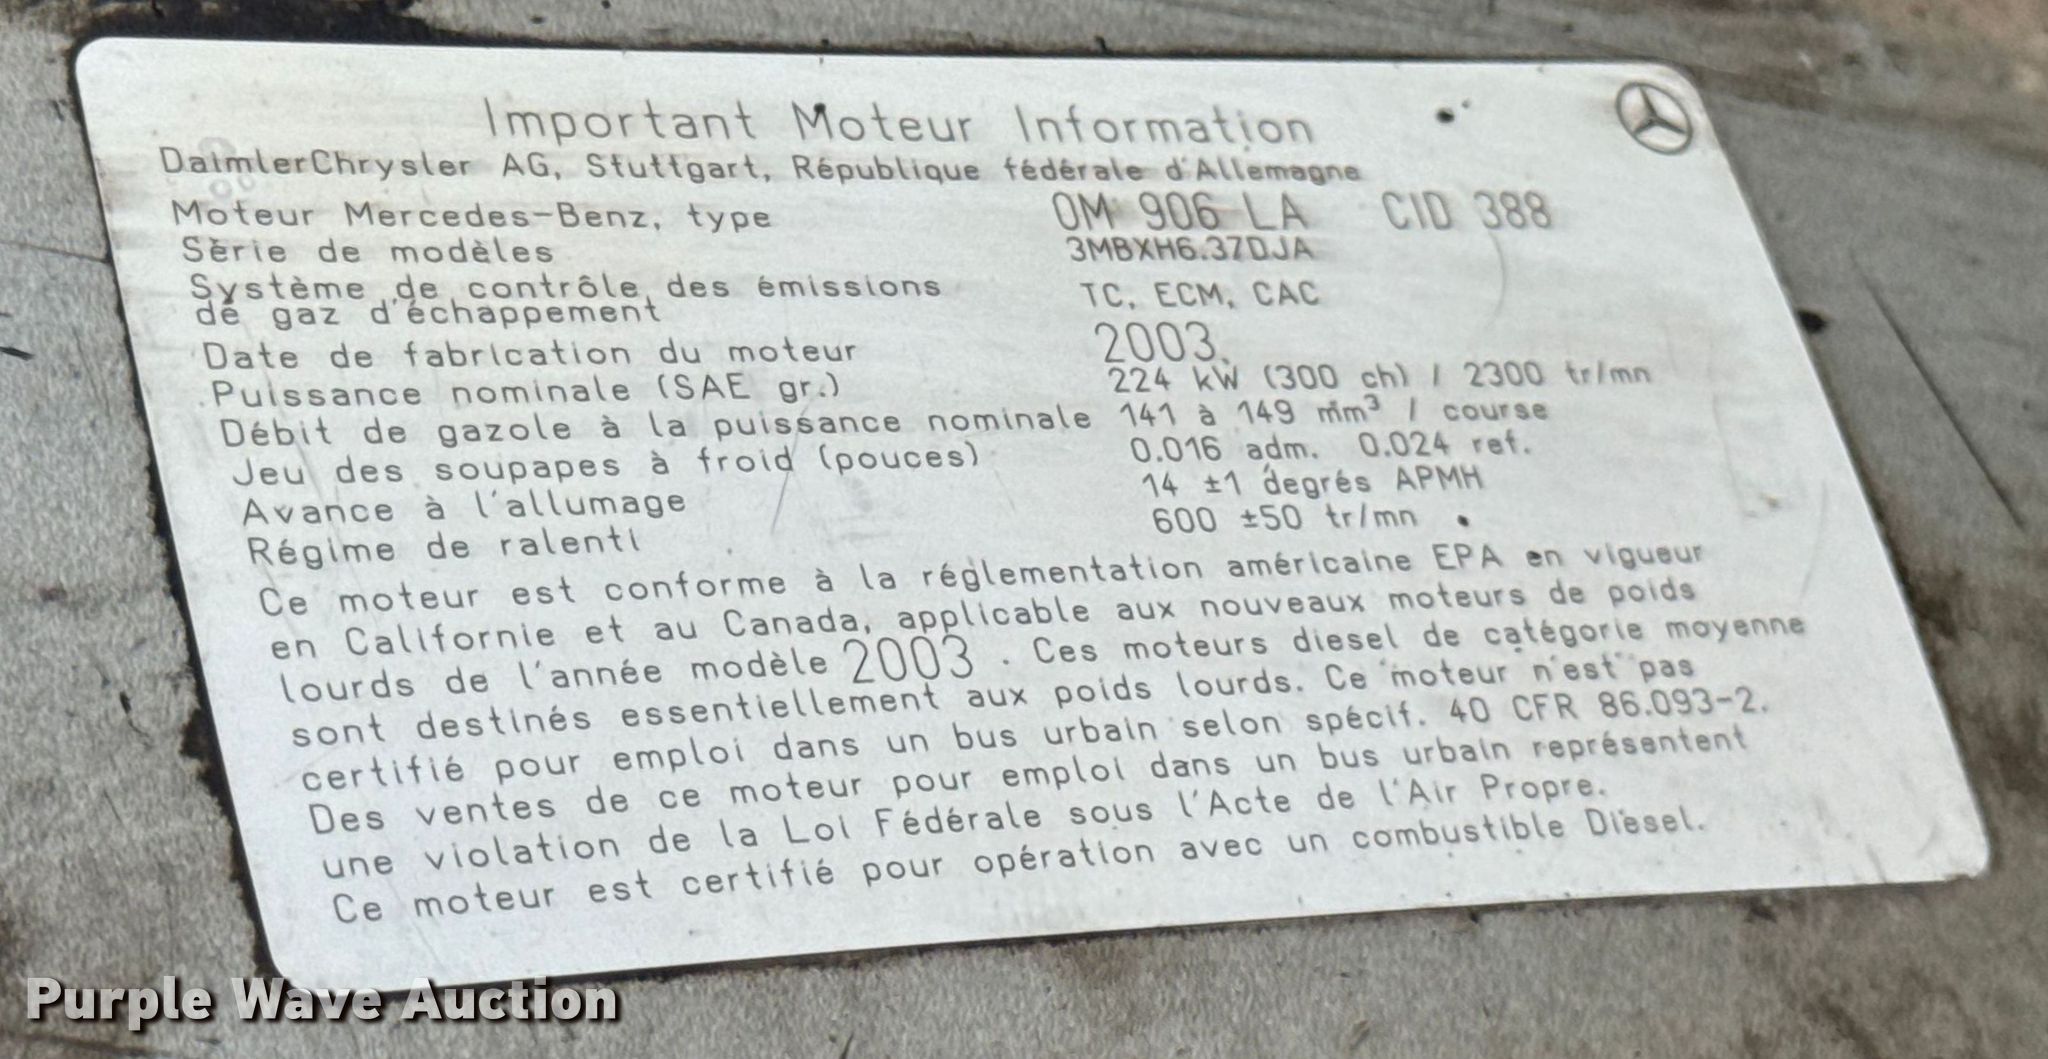 Important Moteur Information
DaimlerChrysler AG, Stuttgart, République fédérale d'Allemagne
Moteur Mercedes-Benz, type OM 906 LA CID 388
Série de modèles 3MBXH6.37DJA
Système de contrôle des émissions
de gaz d'échappement TC, ECM, CAC
Date de fabrication du moteur 2003
Puissance nominale (SAE gr.) 224 kW (300 ch) / 2300 tr/mn
Débit de gazole à la puissance nominale 141 à 149 mm³ / course
Jeu des soupapes à froid (pouces) 0.016 adm. 0.024 ref.
Avance à l'allumage 14 ±1 degrés APMH
Régime de ralenti 600 ±50 tr/mn
Ce moteur est conforme à la réglementation américaine EPA en vigueur
en Californie et au Canada, applicable aux nouveaux moteurs de poids
lourds de l'année modèle 2003 . Ces moteurs diesel de catégorie moyenne
sont destinés essentiellement aux poids lourds. Ce moteur n'est pas
certifié pour emploi dans un bus urbain selon spécif. 40 CFR 86.093-2.
Des ventes de ce moteur pour emploi dans un bus urbain représentent
une violation de la Loi Fédérale sous l'Acte de l'Air Propre.
Ce moteur est certifié pour opération avec un combustible Diesel.
Purple Wave Auction